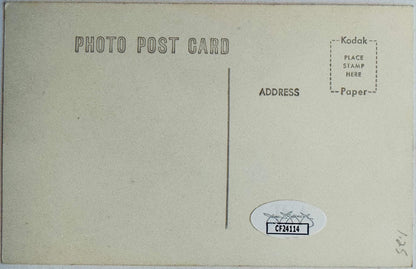 PHOTO POST CARD
Kodak
PLACE
STAMP
HERE
Paper
ADDRESS
CF24114